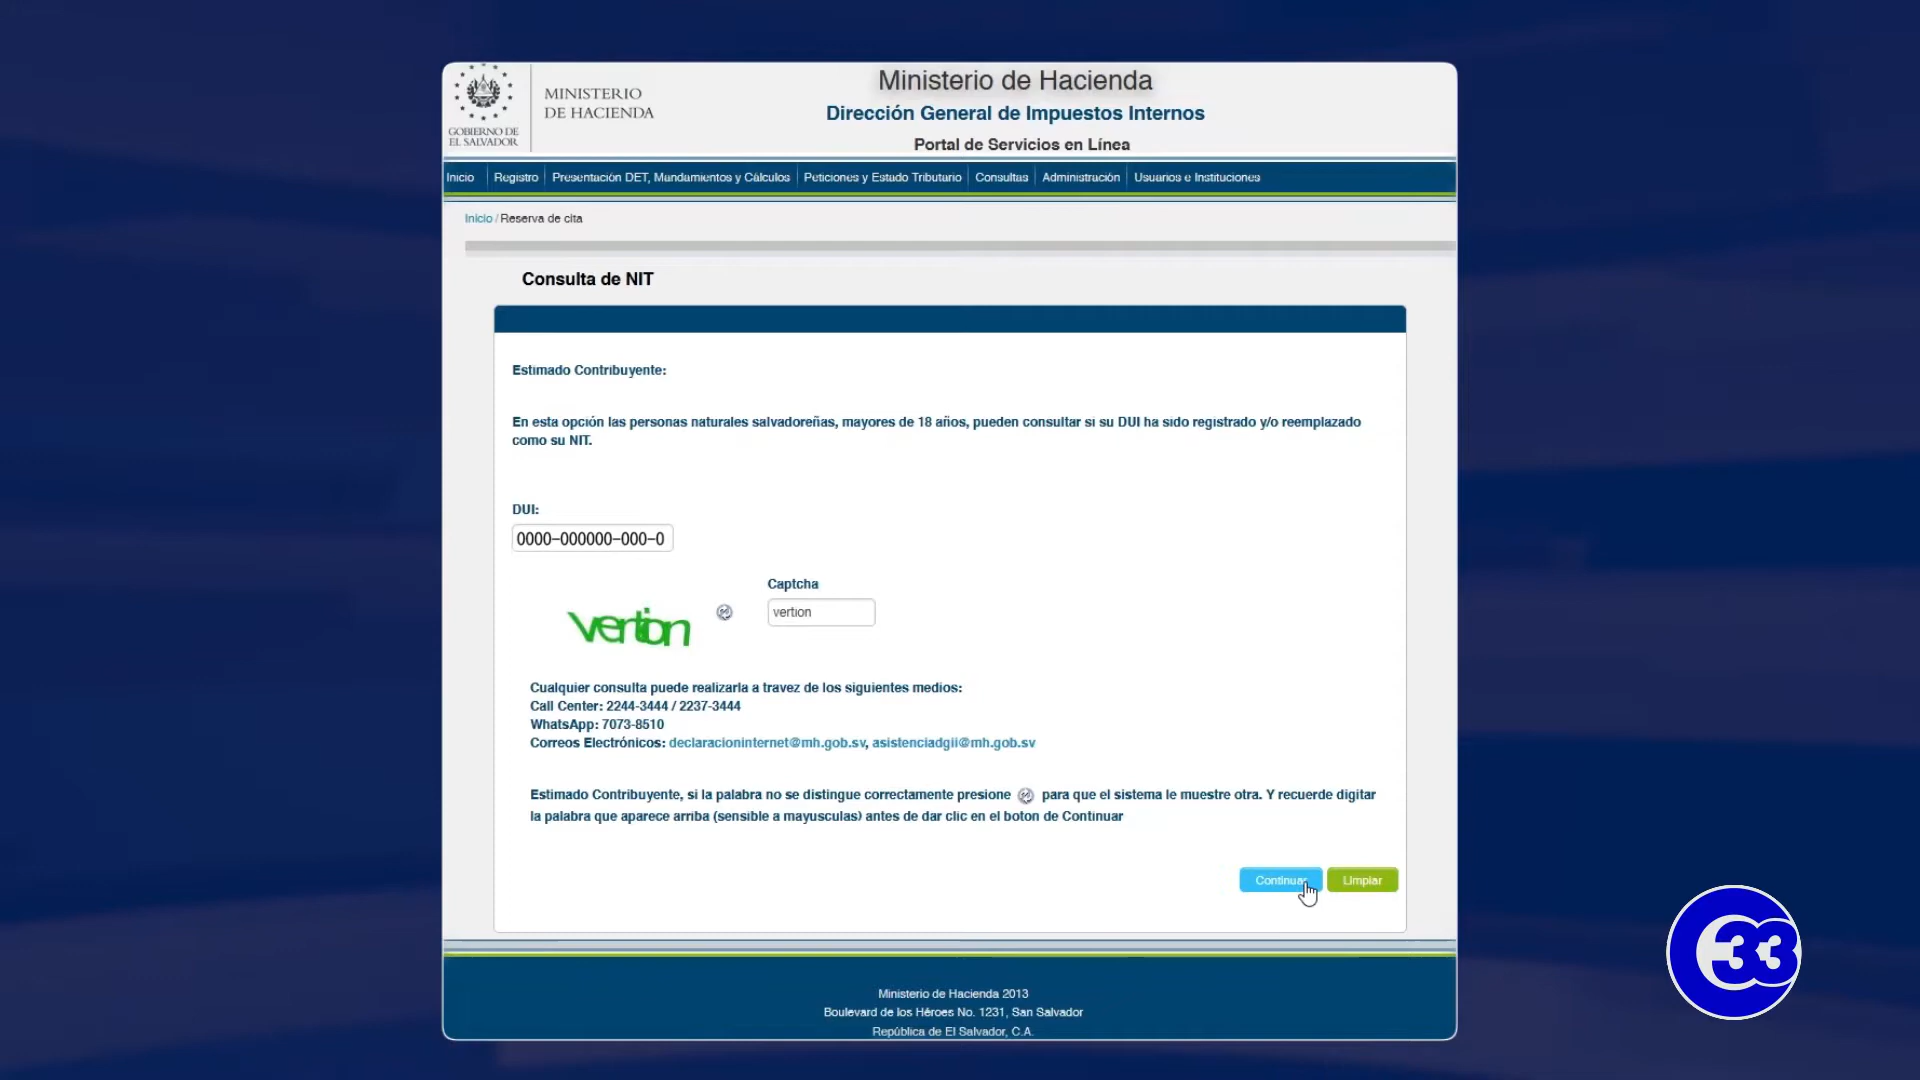 GOBIERNO DE
EL SALVADOR
MINISTERIO
DE HACIENDA
Ministerio de Hacienda
Dirección General de Impuestos Internos
Portal de Servicios en Línea
Inicio Registro Presentación DET, Mandamientos y Cálculos Peticiones y Estado Tributario Consultas Administración Usuarios e Instituciones
Inicio / Reserva de cita
Consulta de NIT
Estimado Contribuyente:
En esta opción las personas naturales salvadoreñas, mayores de 18 años, pueden consultar si su DUI ha sido registrado y/o reemplazado
como su NIT.
DUI:
0000-000000-000-0
Captcha
vertion
vertion
Cualquier consulta puede realizarla a travez de los siguientes medios:
Call Center: 2244-3444 / 2237-3444
WhatsApp: 7073-8510
Correos Electrónicos: declaracioninternet@mh.gob.sv, asistenciadgii@mh.gob.sv
Estimado Contribuyente, si la palabra no se distingue correctamente presione para que el sistema le muestre otra. Y recuerde digitar
la palabra que aparece arriba (sensible a mayusculas) antes de dar clic en el boton de Continuar
Continuar Limpiar
33
Ministerio de Hacienda 2013
Boulevard de los Héroes No. 1231, San Salvador
República de El Salvador, C.A.